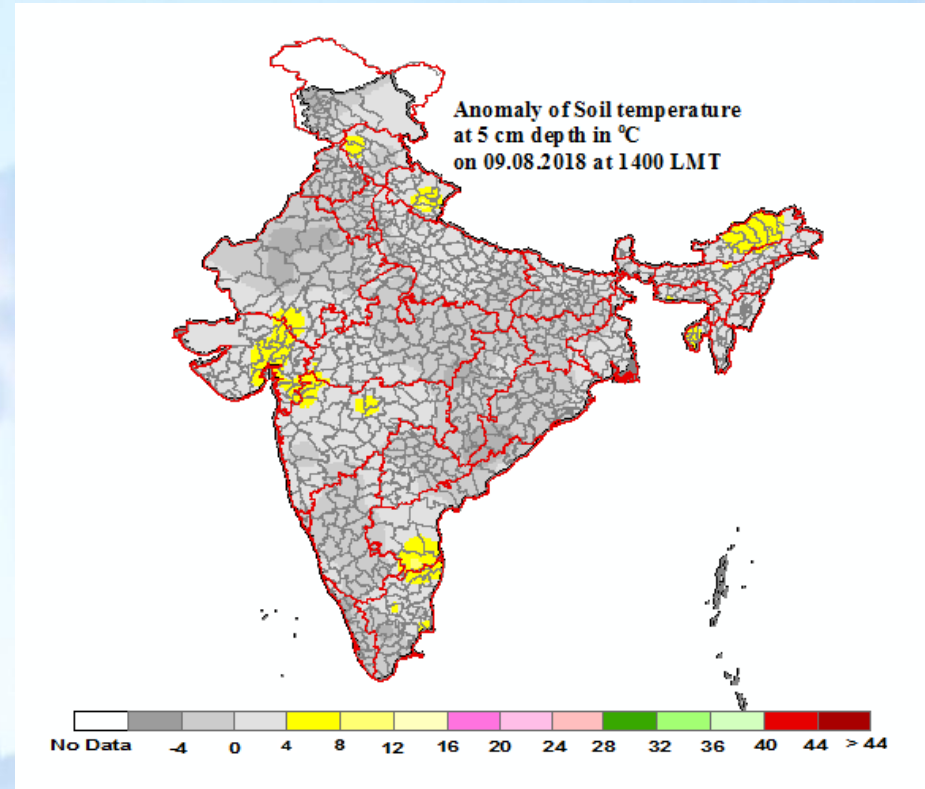 Anomaly of Soil temperature
at 5 cm depth in ⁰C
on 09.08.2018 at 1400 LMT
No Data -4 0 4 8 12 16 20 24 28 32 36 40 44 > 44